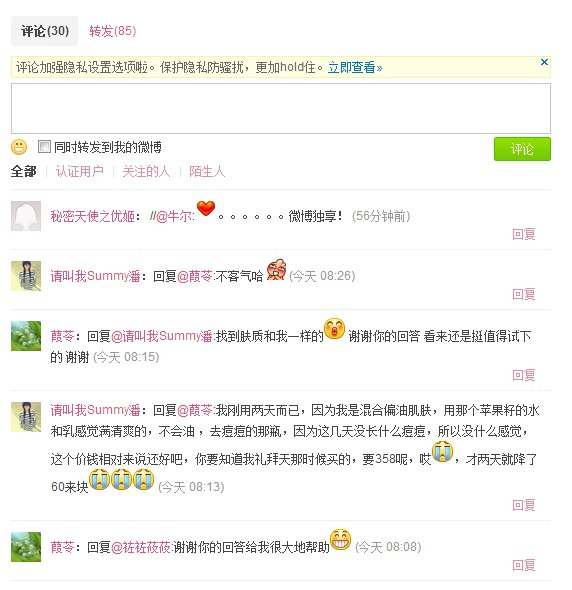 评论(30) 转发(85)
评论加强隐私设置选项啦。保护隐私防骚扰，更加hold住。立即查看»
同时转发到我的微博
评论
全部 | 认证用户 | 关注的人 | 陌生人
秘密天使之优姬： //@牛尔: 。。。。。。微博独享！ (56分钟前)
回复
请叫我Summy潘：回复@葭苓:不客气哈 (今天 08:26)
回复
葭苓：回复@请叫我Summy潘:找到肤质和我一样的 谢谢你的回答 看来还是挺值得试下
的 谢谢 (今天 08:15)
回复
请叫我Summy潘：回复@葭苓:我刚用两天而已，因为我是混合偏油肌肤，用那个苹果籽的水
和乳感觉满清爽的，不会油 ，去痘痘的那瓶，因为这几天没长什么痘痘，所以没什么感觉，
这个价钱相对来说还好吧，你要知道我礼拜天那时候买的，要358呢，哎 ，才两天就降了
60来块 (今天 08:13)
回复
葭苓：回复@祛祛莜莜:谢谢你的回答给我很大地帮助 (今天 08:08)
回复